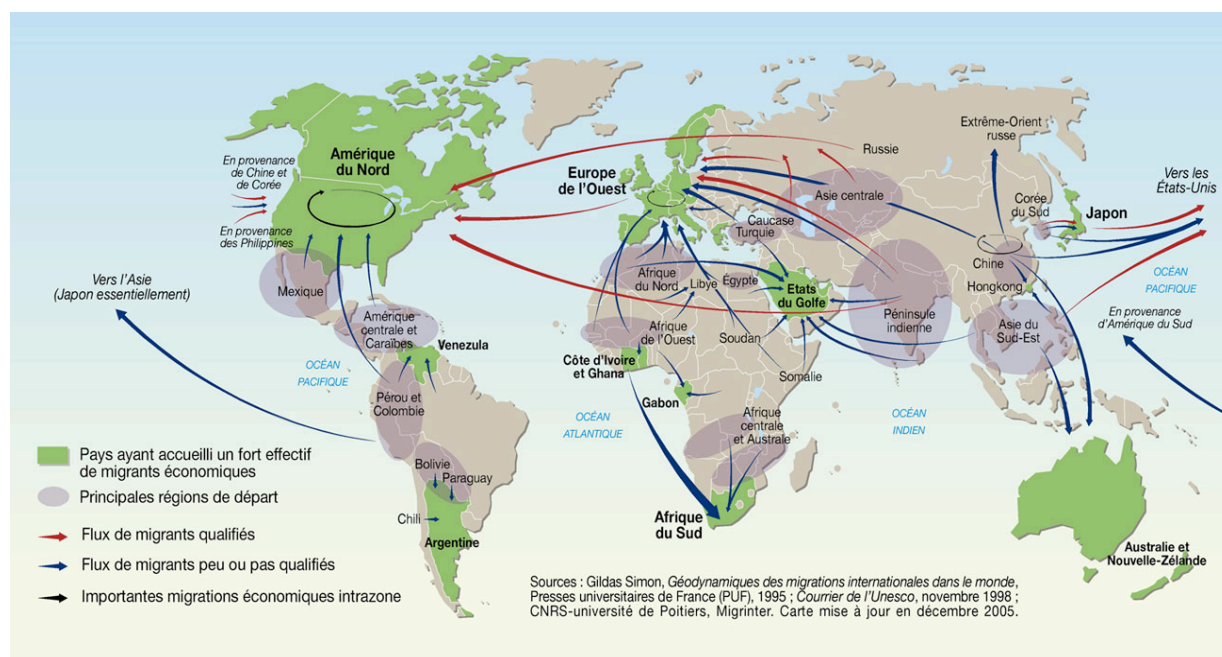 En provenance
de Chine et
de Corée
En provenance
des Philippines
Amérique
du Nord
Europe
de l'Ouest
Russie
Extrême-Orient
russe
Vers les
États-Unis
Asie centrale
Corée
du Sud
Japon
Caucase
Turquie
Chine
Hongkong
OCÉAN
PACIFIQUE
Vers l'Asie
(Japon essentiellement)
Mexique
Afrique
du Nord
Libye
Égypte
Etats
du Golfe
Péninsule
indienne
Asie du
Sud-Est
En provenance
d'Amérique du Sud
Amérique
centrale et
Caraïbes
Venezula
Afrique
de l'Ouest
Soudan
Côte d'Ivoire
et Ghana
Somalie
OCÉAN
PACIFIQUE
Pérou et
Colombie
Gabon
OCÉAN
ATLANTIQUE
Afrique
centrale
et Australe
OCÉAN
INDIEN
Bolivie
Paraguay
Chili
Argentine
Afrique
du Sud
Australie et
Nouvelle-Zélande
Pays ayant accueilli un fort effectif
de migrants économiques
Principales régions de départ
Flux de migrants qualifiés
Flux de migrants peu ou pas qualifiés
Importantes migrations économiques intrazone
Sources : Gildas Simon, Géodynamiques des migrations internationales dans le monde,
Presses universitaires de France (PUF), 1995 ; Courrier de l'Unesco, novembre 1998 ;
CNRS-université de Poitiers, Migrinter. Carte mise à jour en décembre 2005.